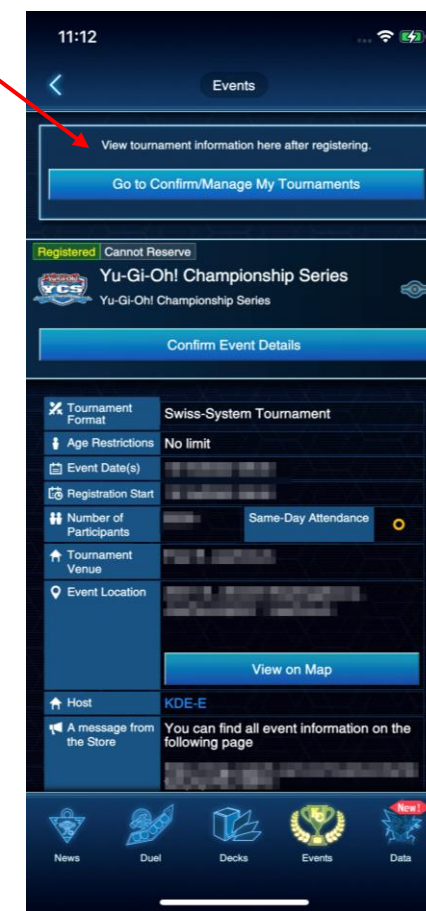 11:12
Events
View tournament information here after registering.
Go to Confirm/Manage My Tournaments
Registered Cannot Reserve
Yu-Gi-Oh! Championship Series
YCS
Yu-Gi-Oh! Championship Series
Confirm Event Details
Tournament Format Swiss-System Tournament
Age Restrictions No limit
Event Date(s)
Registration Start
Number of Participants Same-Day Attendance
Tournament Venue
Event Location
View on Map
Host KDE-E
A message from the Store You can find all event information on the
following page
New!
News Duel Decks Events Data